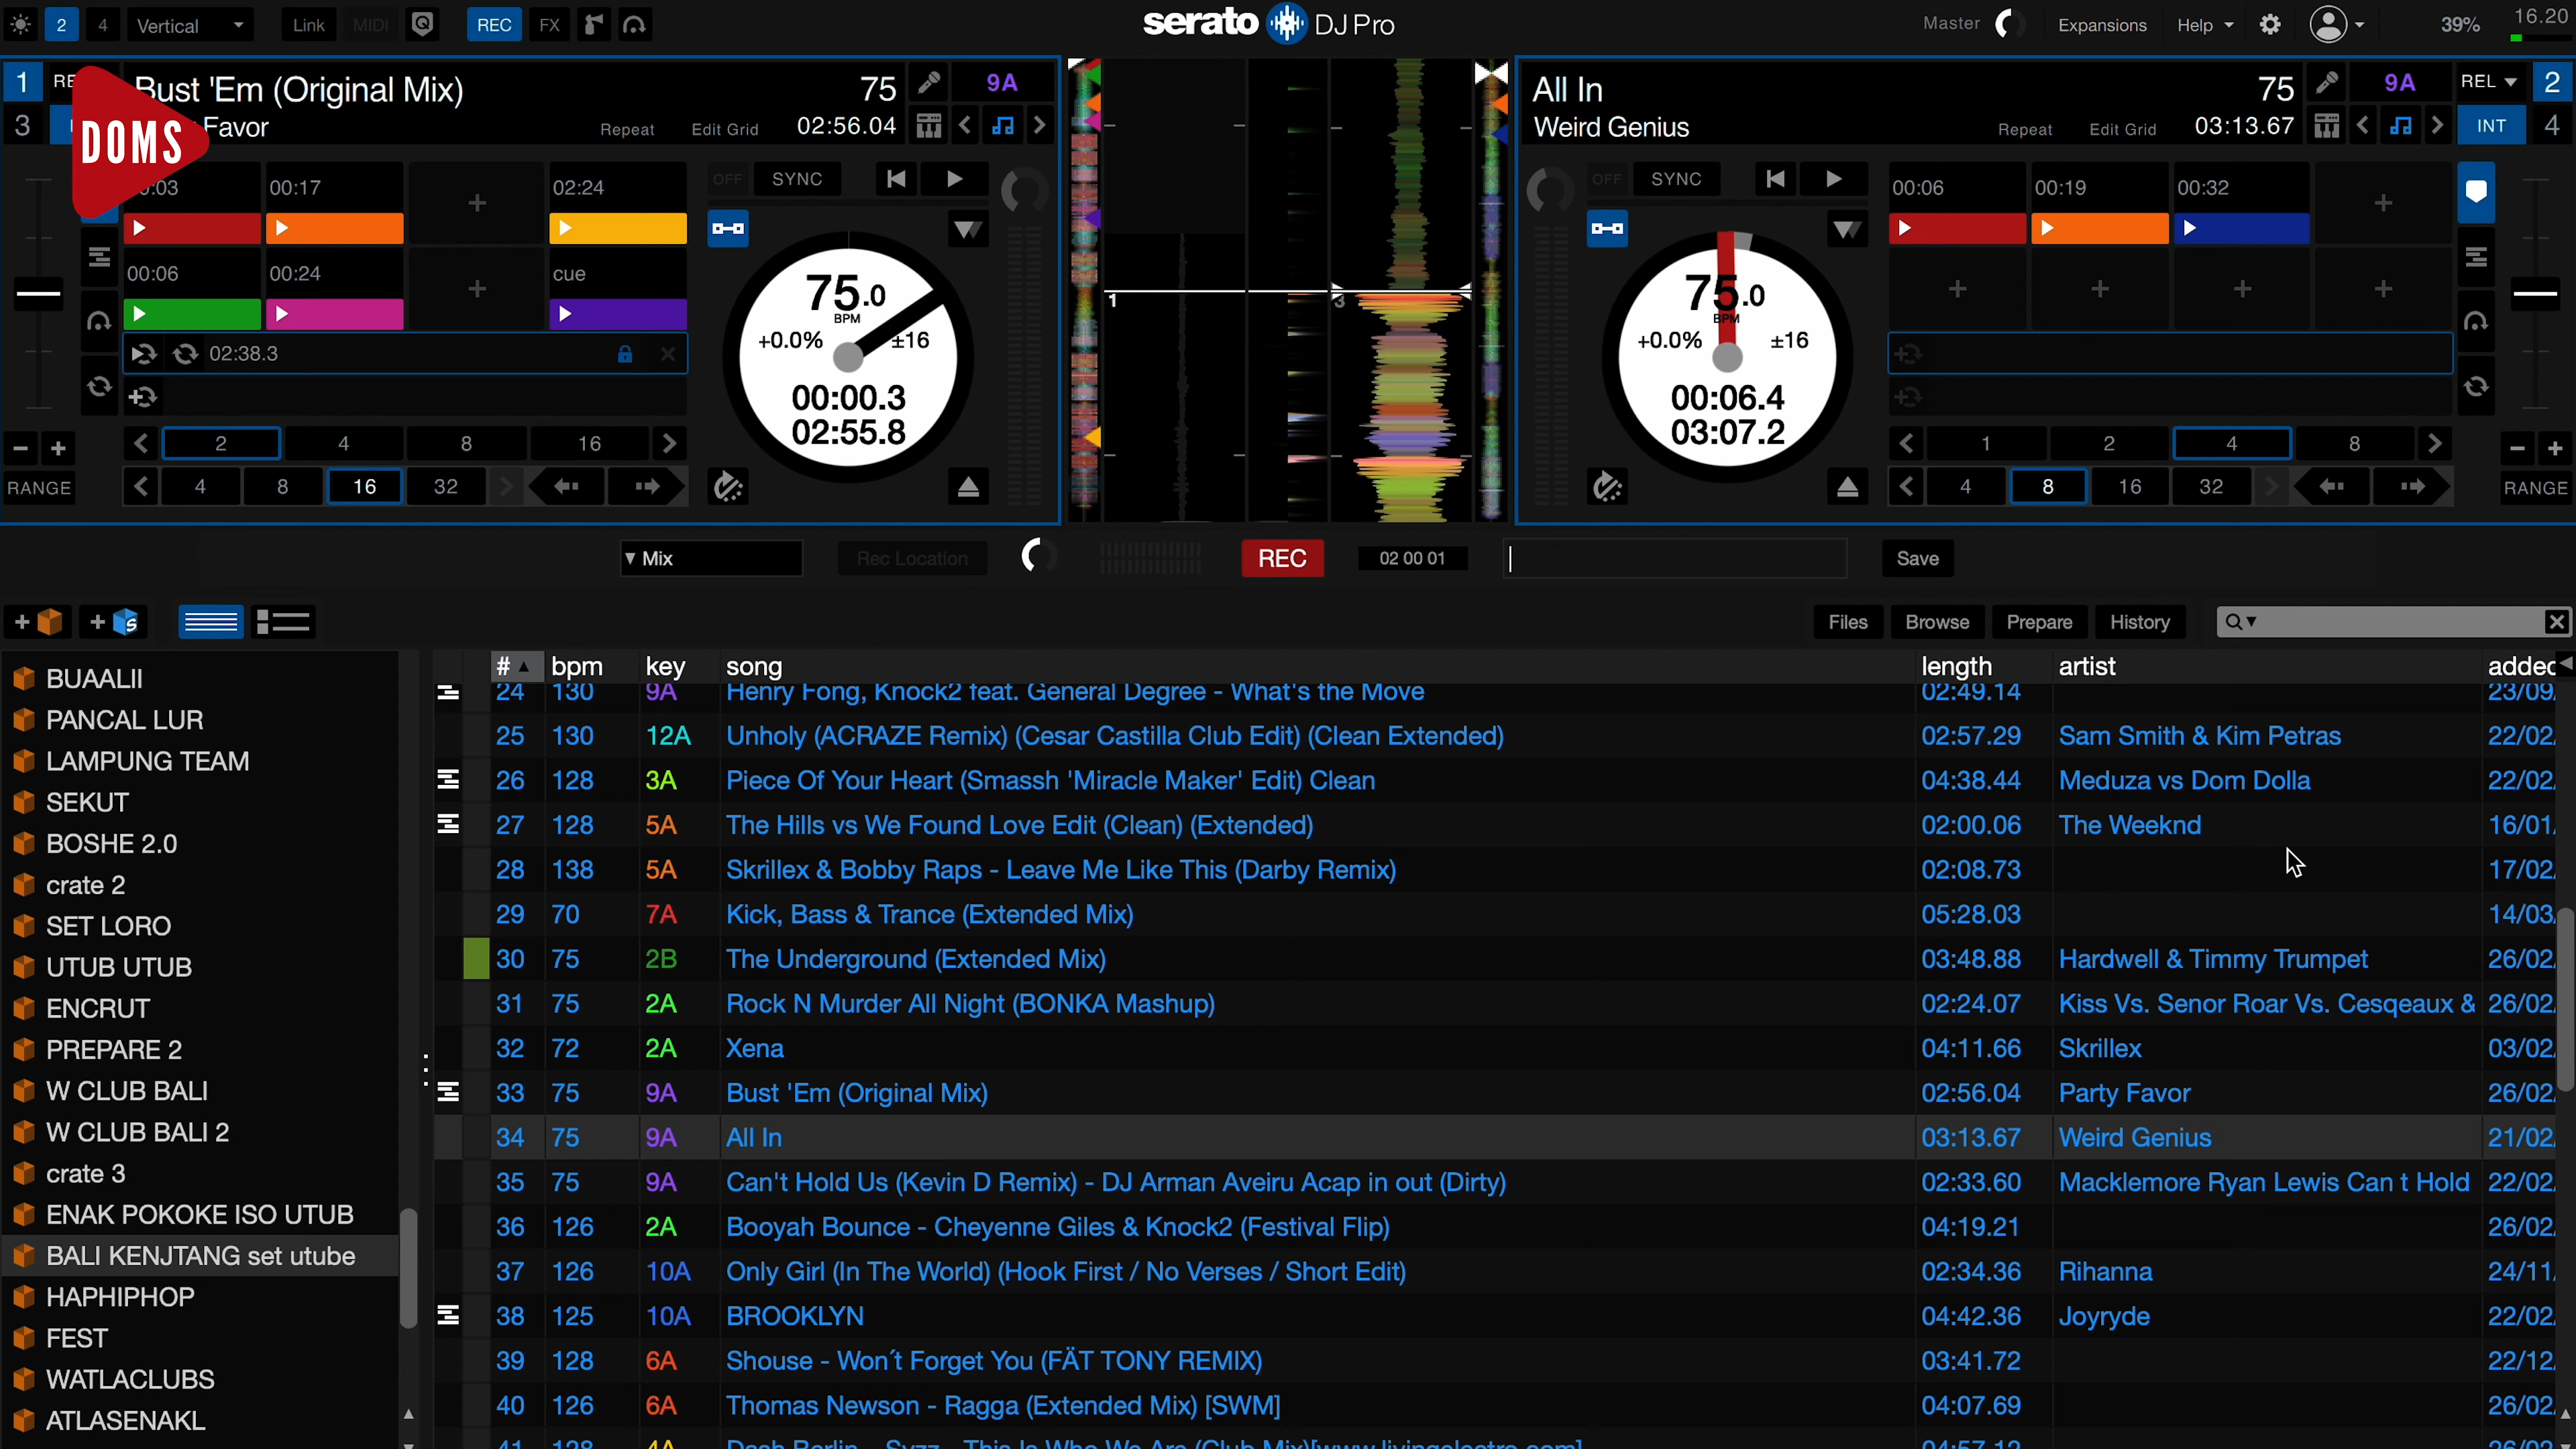 2 4 Vertical Link MIDI REC FX serato DJ Pro Master Expansions Help 39% 16.20
1 Bust 'Em (Original Mix) 75 9A
3 Favor Repeat Edit Grid 02:56.04
DOMS
All In 75 9A REL 2
Weird Genius Repeat Edit Grid 03:13.67 INT 4
00:17 02:24 OFF SYNC
00:06 00:24 cue
02:38.3
75.0
BPM
+0.0% ±16
00:00.3
02:55.8
2 4 8 16
RANGE 4 8 16 32
1 3
OFF SYNC 00:06 00:19 00:32
75.0
BPM
+0.0% ±16
00:06.4
03:07.2
1 2 4 8
4 8 16 32 RANGE
Mix Rec Location REC 02 00 01 Save
Files Browse Prepare History
BUAALII
PANCAL LUR
LAMPUNG TEAM
SEKUT
BOSHE 2.0
crate 2
SET LORO
UTUB UTUB
ENCRUT
PREPARE 2
W CLUB BALI
W CLUB BALI 2
crate 3
ENAK POKOKE ISO UTUB
BALI KENJTANG set utube
HAPHIPHOP
FEST
WATLACLUBS
ATLASENAKL
# bpm key song length artist added
24 130 9A Henry Fong, Knock2 feat. General Degree - What's the Move 02:49.14 23/09
25 130 12A Unholy (ACRAZE Remix) (Cesar Castilla Club Edit) (Clean Extended) 02:57.29 Sam Smith & Kim Petras 22/02
26 128 3A Piece Of Your Heart (Smassh 'Miracle Maker' Edit) Clean 04:38.44 Meduza vs Dom Dolla 22/02
27 128 5A The Hills vs We Found Love Edit (Clean) (Extended) 02:00.06 The Weeknd 16/01
28 138 5A Skrillex & Bobby Raps - Leave Me Like This (Darby Remix) 02:08.73 17/02
29 70 7A Kick, Bass & Trance (Extended Mix) 05:28.03 14/03
30 75 2B The Underground (Extended Mix) 03:48.88 Hardwell & Timmy Trumpet 26/02
31 75 2A Rock N Murder All Night (BONKA Mashup) 02:24.07 Kiss Vs. Senor Roar Vs. Cesqeaux & 26/02
32 72 2A Xena 04:11.66 Skrillex 03/02
33 75 9A Bust 'Em (Original Mix) 02:56.04 Party Favor 26/02
34 75 9A All In 03:13.67 Weird Genius 21/02
35 75 9A Can't Hold Us (Kevin D Remix) - DJ Arman Aveiru Acap in out (Dirty) 02:33.60 Macklemore Ryan Lewis Can t Hold 22/02
36 126 2A Booyah Bounce - Cheyenne Giles & Knock2 (Festival Flip) 04:19.21 26/02
37 126 10A Only Girl (In The World) (Hook First / No Verses / Short Edit) 02:34.36 Rihanna 24/11
38 125 10A BROOKLYN 04:42.36 Joyryde 22/02
39 128 6A Shouse - Won´t Forget You (FÄT TONY REMIX) 03:41.72 22/12
40 126 6A Thomas Newson - Ragga (Extended Mix) [SWM] 04:07.69 26/02